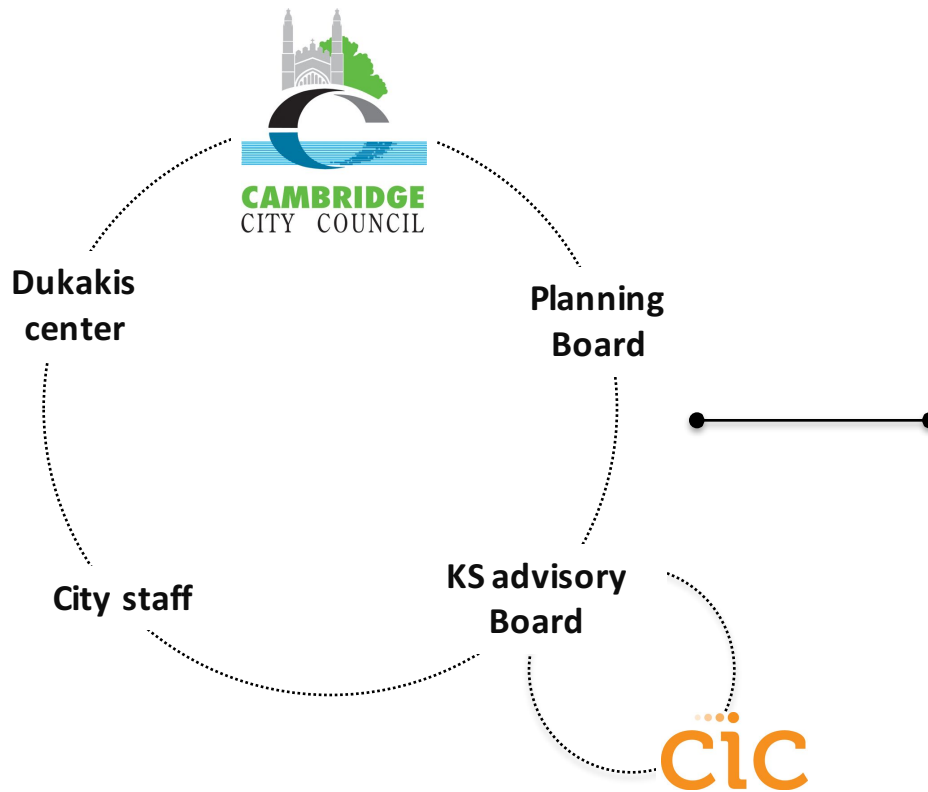 CAMBRIDGE
CITY COUNCIL
Dukakis
center
Planning
Board
City staff
KS advisory
Board
cic